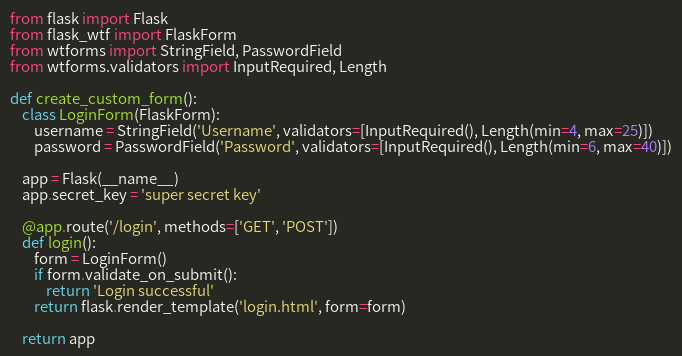 from flask import Flask
from flask_wtf import FlaskForm
from wtforms import StringField, PasswordField
from wtforms.validators import InputRequired, Length

def create_custom_form():
    class LoginForm(FlaskForm):
        username = StringField('Username', validators=[InputRequired(), Length(min=4, max=25)])
        password = PasswordField('Password', validators=[InputRequired(), Length(min=6, max=40)])

    app = Flask(__name__)
    app.secret_key = 'super secret key'

    @app.route('/login', methods=['GET', 'POST'])
    def login():
        form = LoginForm()
        if form.validate_on_submit():
            return 'Login successful'
        return flask.render_template('login.html', form=form)

    return app